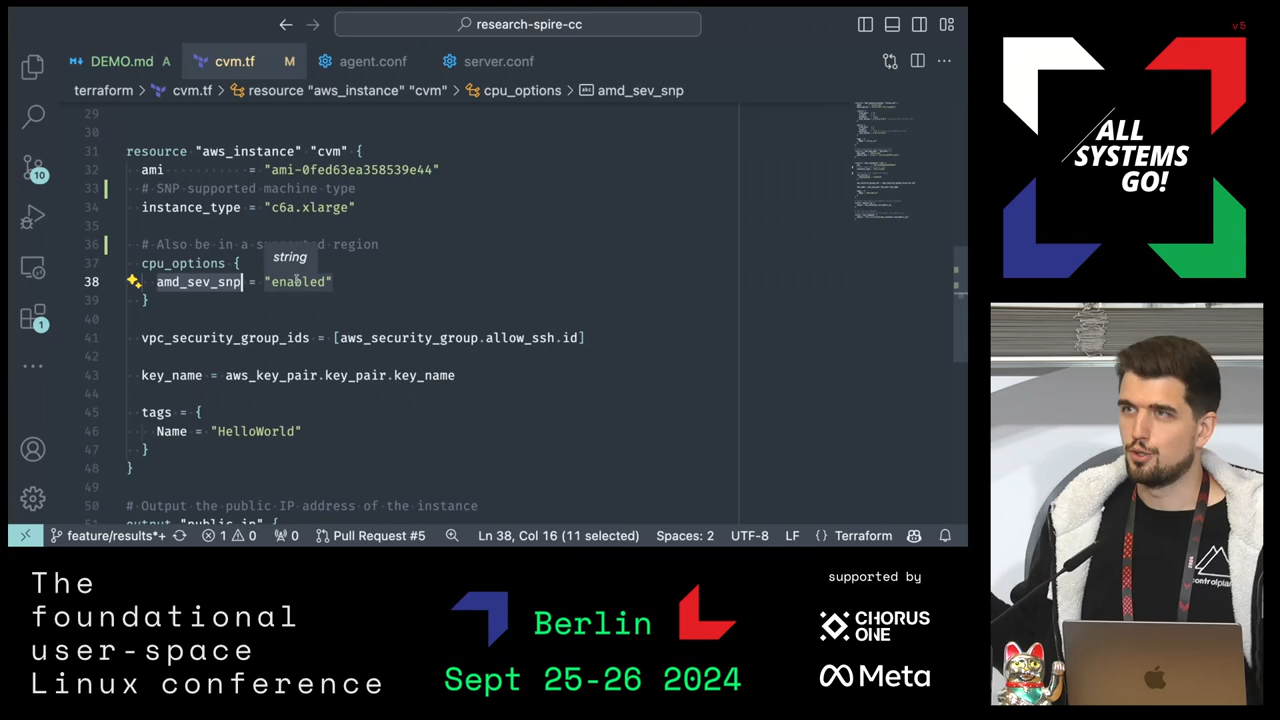 research-spire-cc
DEMO.md A
cvm.tf M
agent.conf
server.conf
terraform > cvm.tf > resource "aws_instance" "cvm" > cpu_options > amd_sev_snp
29
30
31 resource "aws_instance" "cvm" {
32 ami = "ami-0fed63ea358539e44"
33 # SNP supported machine type
34 instance_type = "c6a.xlarge"
35
36 # Also be in a supported region
string
37 cpu_options {
38 amd_sev_snp = "enabled"
39 }
40
41 vpc_security_group_ids = [aws_security_group.allow_ssh.id]
42
43 key_name = aws_key_pair.key_pair.key_name
44
45 tags = {
46 Name = "HelloWorld"
47 }
48 }
49
50 # Output the public IP address of the instance
output "public_ip" {
10
1
feature/results*+ 1 0 0 Pull Request #5 Ln 38, Col 16 (11 selected) Spaces: 2 UTF-8 LF {} Terraform
v5
ALL
SYSTEMS
GO!
The
foundational
user-space
Linux conference
Berlin
Sept 25-26 2024
supported by
CHORUS
ONE
Meta